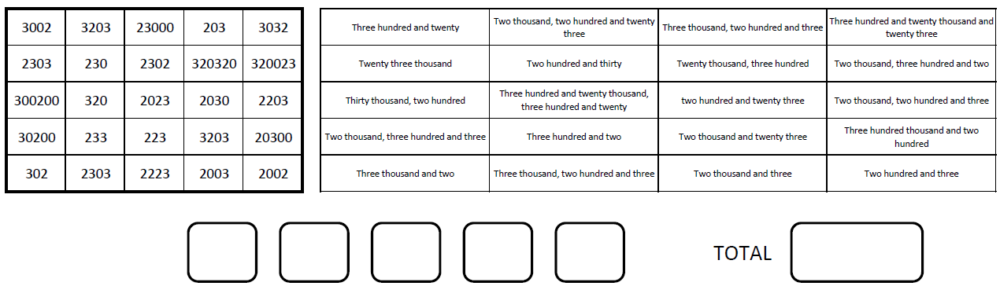 3002 3203 23000 203 3032
2303 230 2302 320320 320023
300200 320 2023 2030 2203
30200 233 223 3203 20300
302 2303 2223 2003 2002
Three hundred and twenty
Two thousand, two hundred and twenty
three
Three thousand, two hundred and three
Three hundred and twenty thousand and
twenty three
Twenty three thousand
Two hundred and thirty
Twenty thousand, three hundred
Two thousand, three hundred and two
Thirty thousand, two hundred
Three hundred and twenty thousand,
three hundred and twenty
two hundred and twenty three
Two thousand, two hundred and three
Two thousand, three hundred and three
Three hundred and two
Two thousand and twenty three
Three hundred thousand and two
hundred
Three thousand and two
Three thousand, two hundred and three
Two thousand and three
Two hundred and three
TOTAL